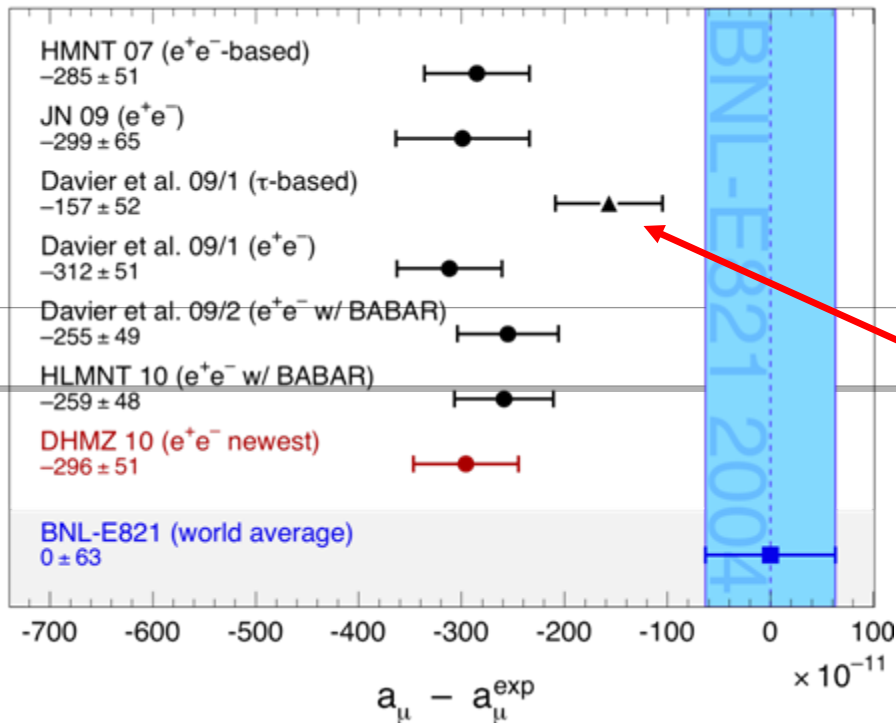 HMNT 07 (e⁺e⁻-based)
−285 ± 51
JN 09 (e⁺e⁻)
−299 ± 65
Davier et al. 09/1 (τ-based)
−157 ± 52
Davier et al. 09/1 (e⁺e⁻)
−312 ± 51
Davier et al. 09/2 (e⁺e⁻ w/ BABAR)
−255 ± 49
HLMNT 10 (e⁺e⁻ w/ BABAR)
−259 ± 48
DHMZ 10 (e⁺e⁻ newest)
−296 ± 51
BNL-E821 (world average)
0 ± 63
BNL-E821 2004
-700 -600 -500 -400 -300 -200 -100 0 100
× 10⁻¹¹
aμ − aμ^exp